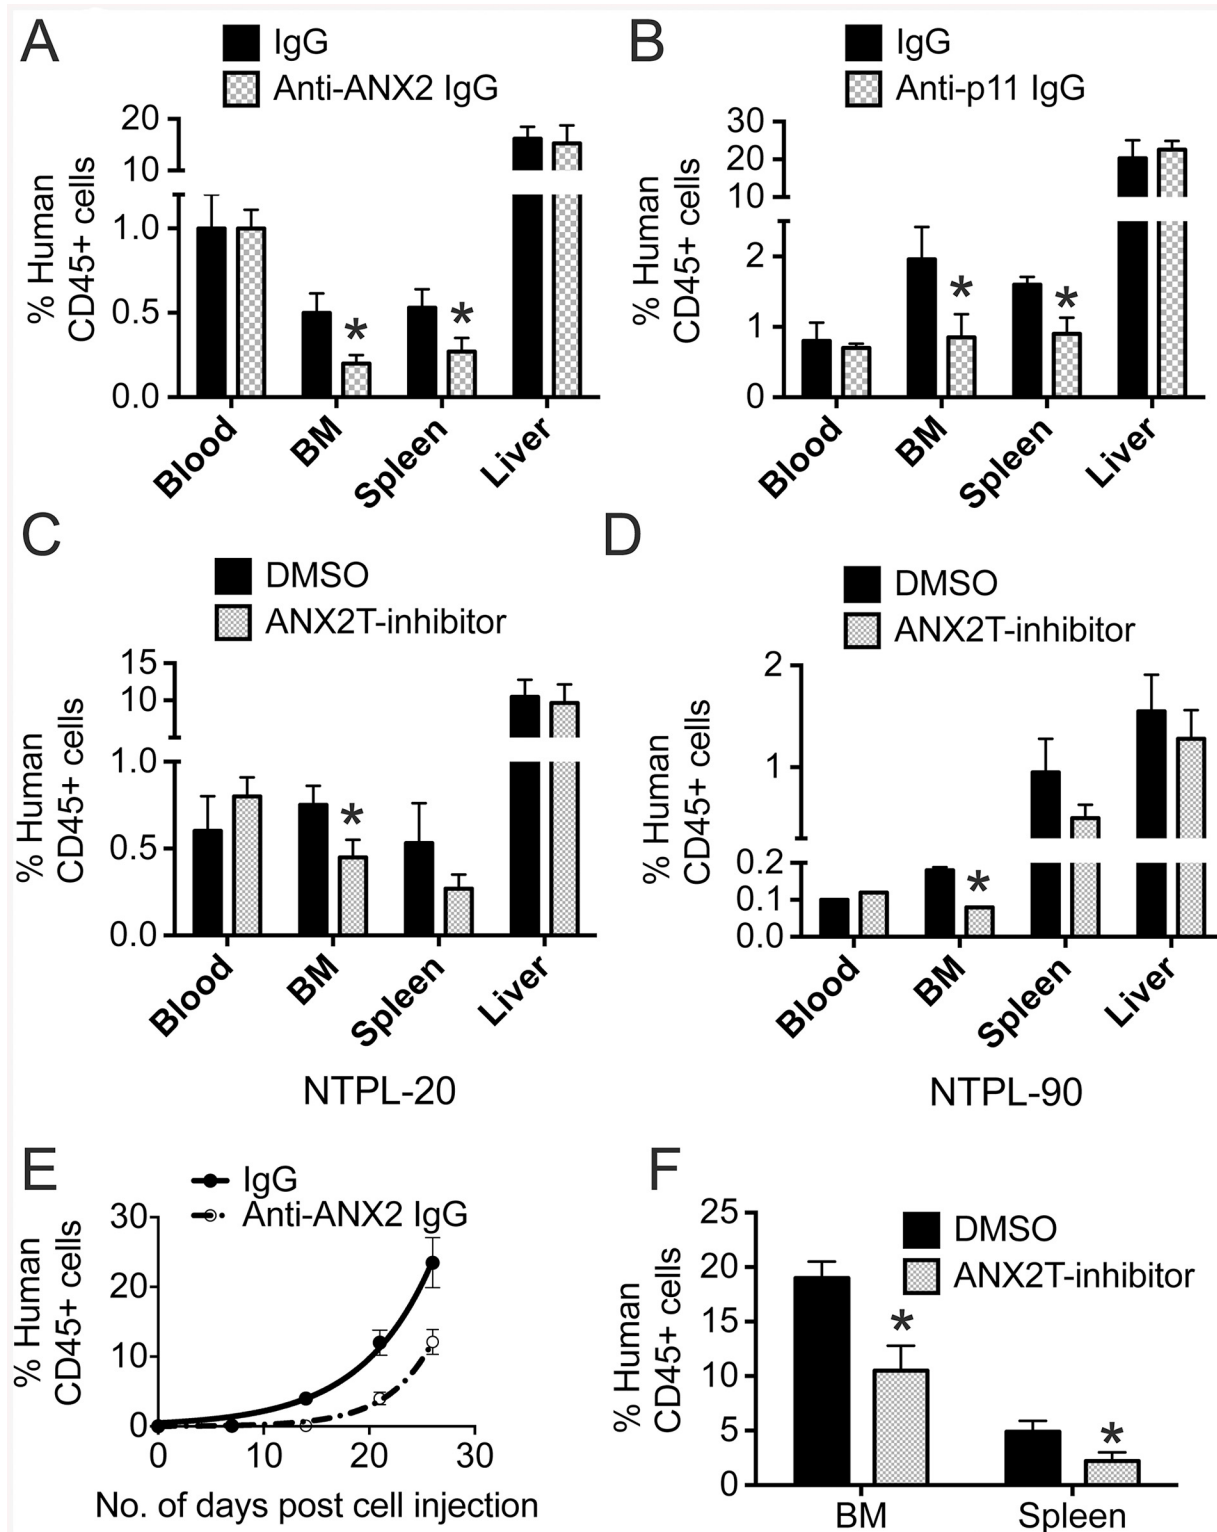 A
IgG
Anti-ANX2 IgG
% Human
CD45+ cells
20
10
1.0
0.5
0.0
*
*
Blood
BM
Spleen
Liver
B
IgG
Anti-p11 IgG
% Human
CD45+ cells
30
20
10
2
1
0
*
*
Blood
BM
Spleen
Liver
C
DMSO
ANX2T-inhibitor
% Human
CD45+ cells
15
10
1.0
0.5
0.0
*
Blood
BM
Spleen
Liver
NTPL-20
D
DMSO
ANX2T-inhibitor
% Human
CD45+ cells
2
1
0.2
0.1
0.0
*
Blood
BM
Spleen
Liver
NTPL-90
E
IgG
Anti-ANX2 IgG
% Human
CD45+ cells
30
20
10
0
0 10 20 30
No. of days post cell injection
F
DMSO
ANX2T-inhibitor
% Human
CD45+ cells
25
20
15
10
5
0
*
*
BM
Spleen